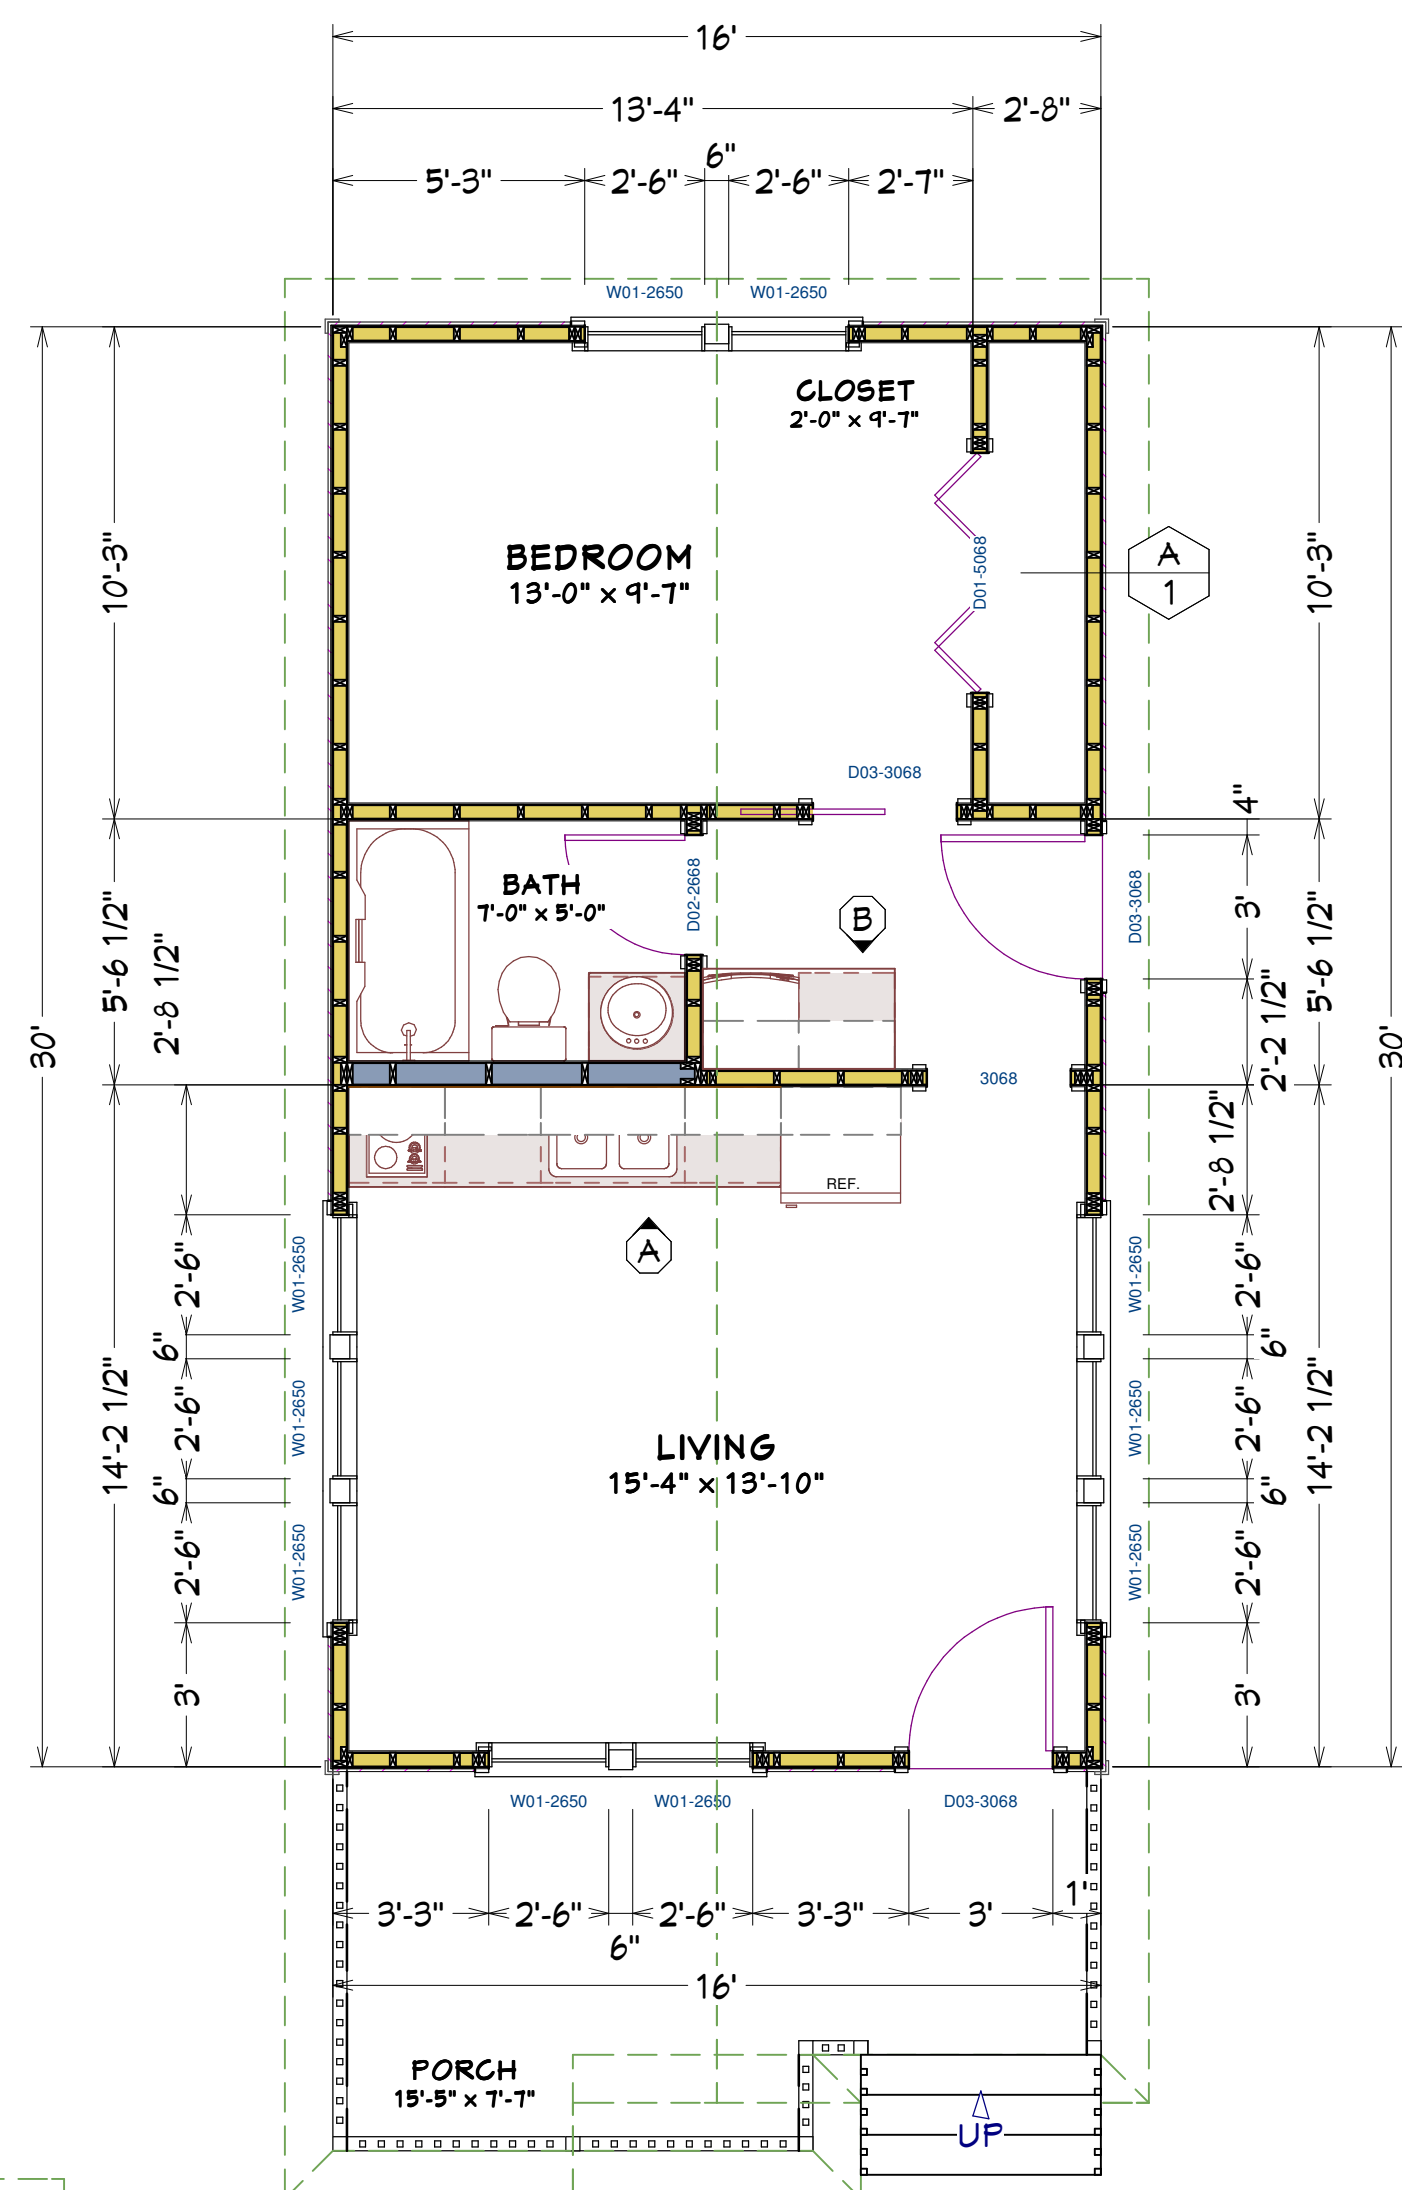 16'
13'-4"
2'-8"
6"
5'-3"
2'-6"
2'-6"
2'-7"
W01-2650
W01-2650
CLOSET
2'-0" x 9'-7"
BEDROOM
13'-0" x 9'-7"
D01-5068
A
1
10'-3"
10'-3"
D03-3068
4"
BATH
7'-0" x 5'-0"
D02-2668
B
D03-3068
3'
5'-6 1/2"
5'-6 1/2"
2'-8 1/2"
2'-2 1/2"
30'
30'
3068
2'-8 1/2"
REF.
A
W01-2650
2'-6"
W01-2650
2'-6"
6"
6"
W01-2650
2'-6"
14'-2 1/2"
W01-2650
2'-6"
14'-2 1/2"
LIVING
15'-4" x 13'-10"
6"
6"
W01-2650
2'-6"
W01-2650
2'-6"
3'
3'
W01-2650
W01-2650
D03-3068
1'
3'-3"
2'-6"
2'-6"
3'-3"
3'
6"
16'
PORCH
15'-5" x 7'-7"
UP